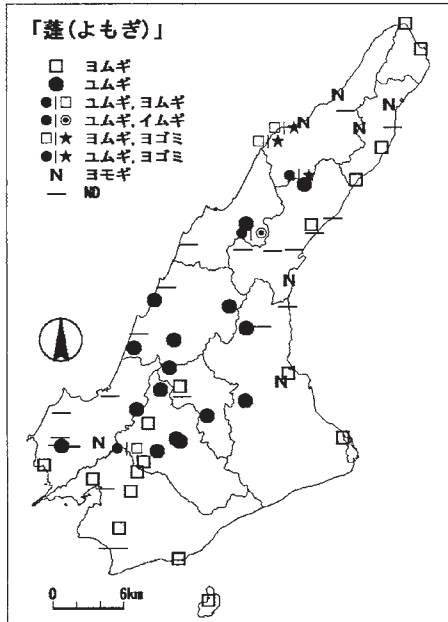 「蓬(よもぎ)」
□ ヨムギ
● ユムギ
●|□ ユムギ,ヨムギ
●|◉ ユムギ,イムギ
□|★ ヨムギ,ヨゴミ
●|★ ユムギ,ヨゴミ
N ヨモギ
— ND
N
N
N
N
N
N
N
0 6km